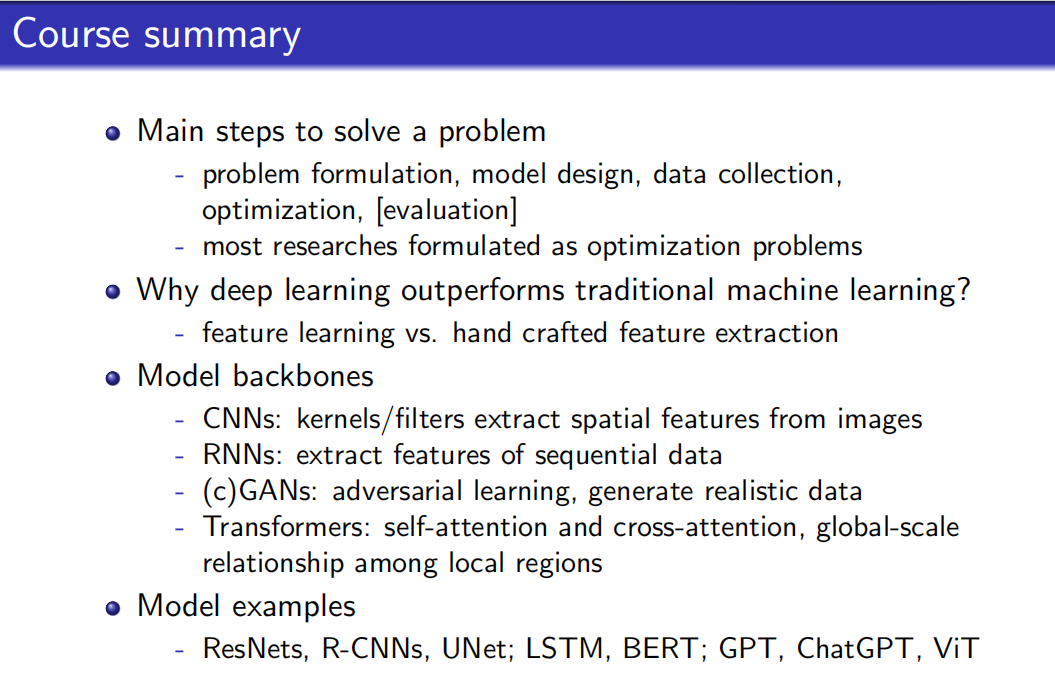 Course summary
Main steps to solve a problem
- problem formulation, model design, data collection,
optimization, [evaluation]
- most researches formulated as optimization problems
Why deep learning outperforms traditional machine learning?
- feature learning vs. hand crafted feature extraction
Model backbones
- CNNs: kernels/filters extract spatial features from images
- RNNs: extract features of sequential data
- (c)GANs: adversarial learning, generate realistic data
- Transformers: self-attention and cross-attention, global-scale
relationship among local regions
Model examples
- ResNets, R-CNNs, UNet; LSTM, BERT; GPT, ChatGPT, ViT